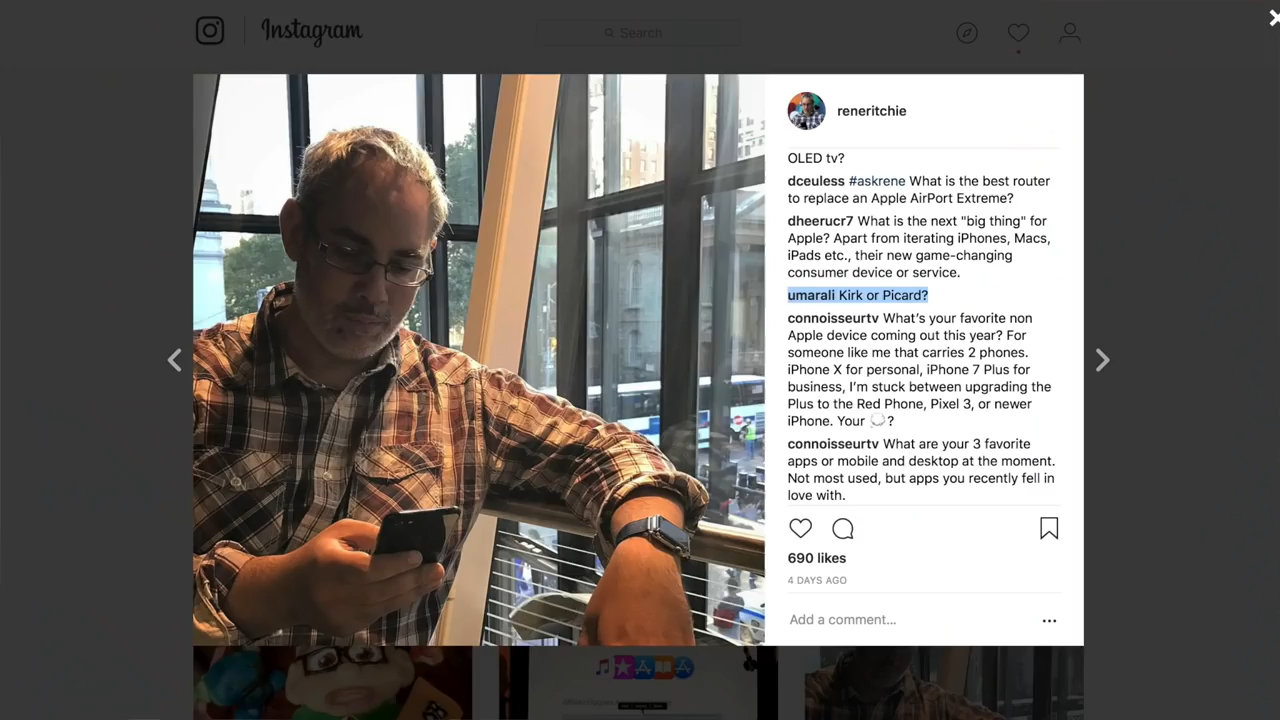 Instagram
Search
reneritchie
OLED tv?
dceuless #askrene What is the best router
to replace an Apple AirPort Extreme?
dheerucr7 What is the next "big thing" for
Apple? Apart from iterating iPhones, Macs,
iPads etc., their new game-changing
consumer device or service.
umarali Kirk or Picard?
connoisseurtv What's your favorite non
Apple device coming out this year? For
someone like me that carries 2 phones.
iPhone X for personal, iPhone 7 Plus for
business, I'm stuck between upgrading the
Plus to the Red Phone, Pixel 3, or newer
iPhone. Your 💭?
connoisseurtv What are your 3 favorite
apps or mobile and desktop at the moment.
Not most used, but apps you recently fell in
love with.
690 likes
4 DAYS AGO
Add a comment...